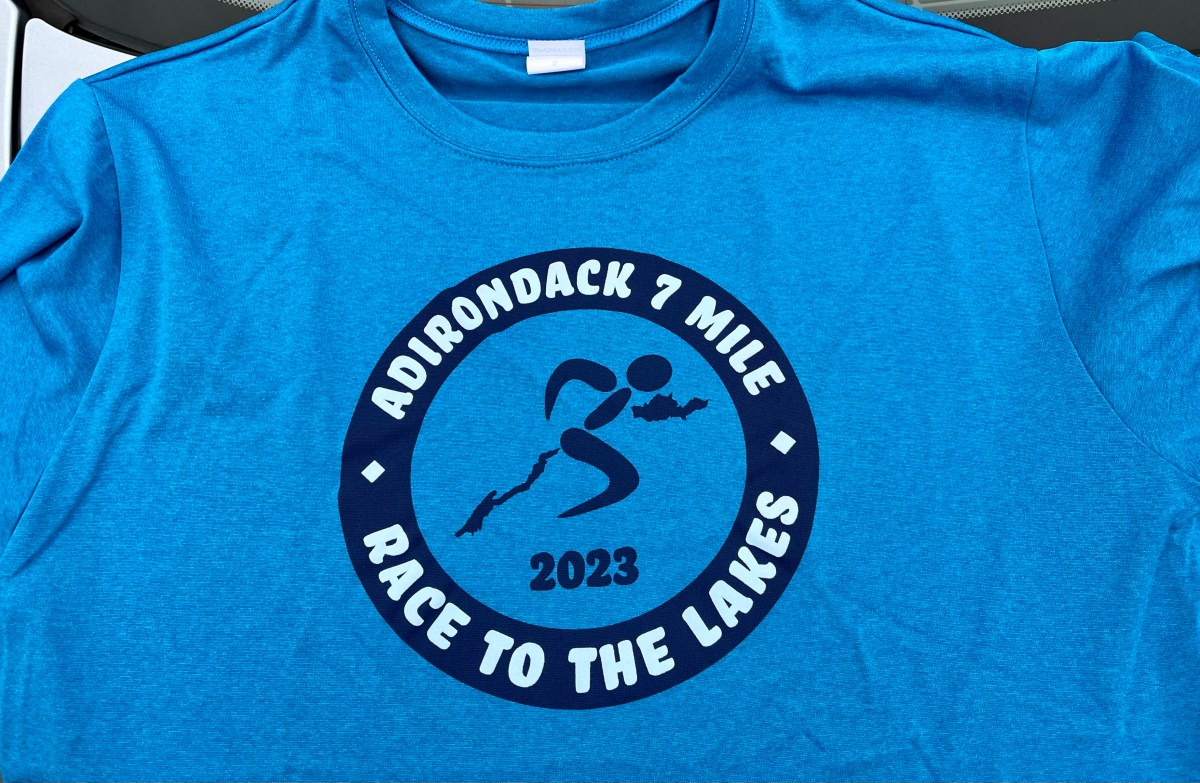 ADIRONDACK 7 MILE
2023
RACE TO THE LAKES